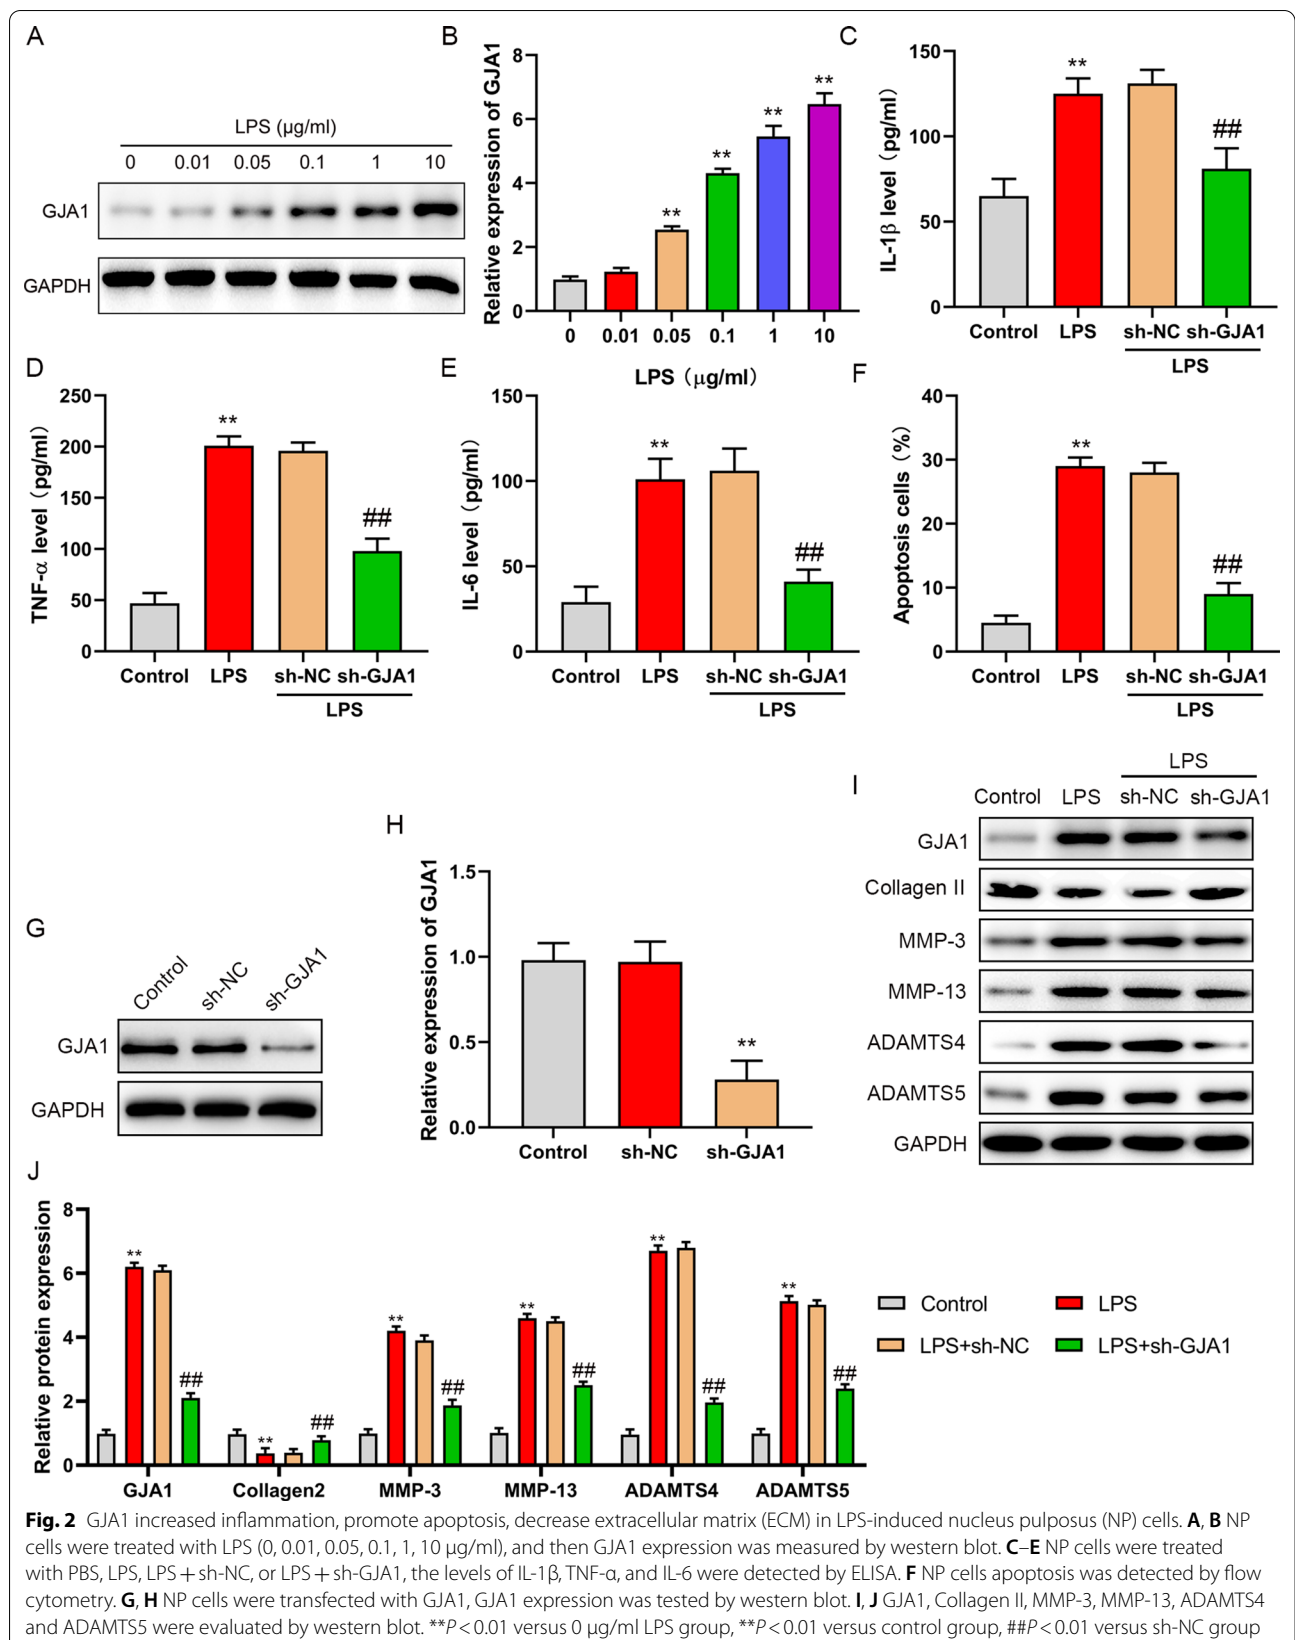 A
LPS (μg/ml)
0 0.01 0.05 0.1 1 10
GJA1
GAPDH
B
Relative expression of GJA1
8
6
4
2
0
** ** ** **
0 0.01 0.05 0.1 1 10
LPS (μg/ml)
C
IL-1β level (pg/ml)
150
100
50
0
** ##
Control LPS sh-NC sh-GJA1
LPS
D
TNF-α level (pg/ml)
250
200
150
100
50
0
** ##
Control LPS sh-NC sh-GJA1
LPS
E
IL-6 level (pg/ml)
150
100
50
0
** ##
Control LPS sh-NC sh-GJA1
LPS
F
Apoptosis cells (%)
40
30
20
10
0
** ##
Control LPS sh-NC sh-GJA1
LPS
G
Control sh-NC sh-GJA1
GJA1
GAPDH
H
Relative expression of GJA1
1.5
1.0
0.5
0.0
**
Control sh-NC sh-GJA1
I
LPS
Control LPS sh-NC sh-GJA1
GJA1
Collagen II
MMP-3
MMP-13
ADAMTS4
ADAMTS5
GAPDH
J
Relative protein expression
8
6
4
2
0
** ## ** ## ** ## ** ## ** ## ** ##
GJA1 Collagen2 MMP-3 MMP-13 ADAMTS4 ADAMTS5
Control LPS
LPS+sh-NC LPS+sh-GJA1
Fig. 2 GJA1 increased inflammation, promote apoptosis, decrease extracellular matrix (ECM) in LPS-induced nucleus pulposus (NP) cells. A, B NP
cells were treated with LPS (0, 0.01, 0.05, 0.1, 1, 10 μg/ml), and then GJA1 expression was measured by western blot. C–E NP cells were treated
with PBS, LPS, LPS + sh-NC, or LPS + sh-GJA1, the levels of IL-1β, TNF-α, and IL-6 were detected by ELISA. F NP cells apoptosis was detected by flow
cytometry. G, H NP cells were transfected with GJA1, GJA1 expression was tested by western blot. I, J GJA1, Collagen II, MMP-3, MMP-13, ADAMTS4
and ADAMTS5 were evaluated by western blot. **P < 0.01 versus 0 μg/ml LPS group, **P < 0.01 versus control group, ##P < 0.01 versus sh-NC group